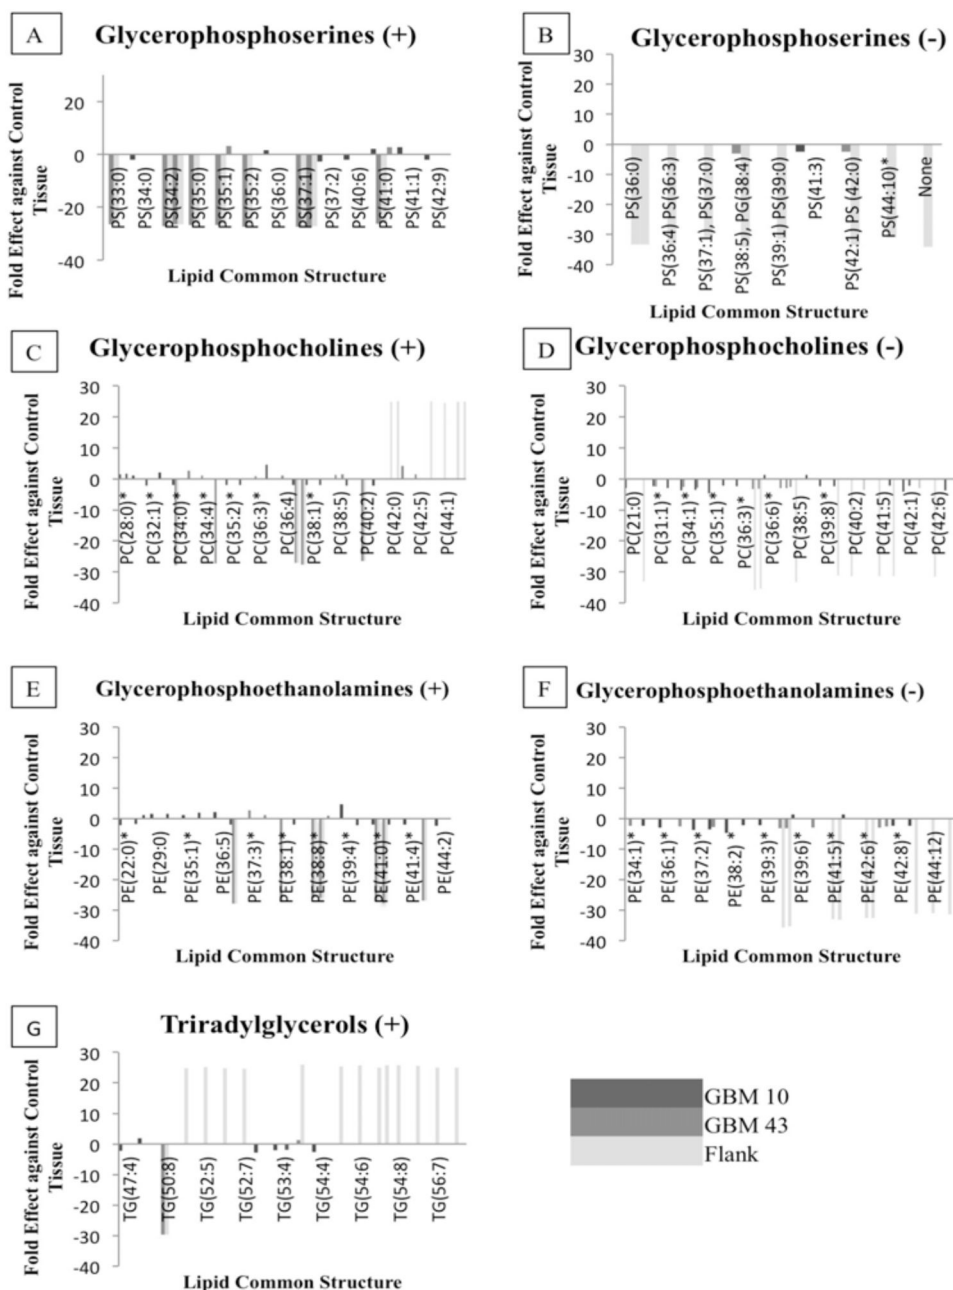 A
Glycerophosphoserines (+)
Fold Effect against Control
Tissue
20
0
-20
-40
PS(33:0)
PS(34:0)
PS(34:2)
PS(35:0)
PS(35:1)
PS(35:2)
PS(36:0)
PS(37:1)
PS(37:2)
PS(40:6)
PS(41:0)
PS(41:1)
PS(42:9)
Lipid Common Structure
B
Glycerophosphoserines (-)
Fold Effect against Control
Tissue
30
20
10
0
-10
-20
-30
-40
PS(36:0)
PS(36:4) PS(36:3)
PS(37:1), PS(37:0)
PS(38:5), PG(38:4)
PS(39:1) PS(39:0)
PS(41:3)
PS(42:1) PS (42:0)
PS(44:10)*
None
Lipid Common Structure
C
Glycerophosphocholines (+)
Fold Effect against Control
Tissue
30
20
10
0
-10
-20
-30
-40
PC(28:0)*
PC(32:1)*
PC(34:0)*
PC(34:4)*
PC(35:2)*
PC(36:3)*
PC(36:4)
PC(38:1)*
PC(38:5)
PC(40:2)
PC(42:0)
PC(42:5)
PC(44:1)
Lipid Common Structure
D
Glycerophosphocholines (-)
Fold Effect against Control
Tissue
30
20
10
0
-10
-20
-30
-40
PC(21:0)
PC(31:1)*
PC(34:1)*
PC(35:1)*
PC(36:3)*
PC(36:6)*
PC(38:5)
PC(39:8)*
PC(40:2)
PC(41:5)
PC(42:1)
PC(42:6)
Lipid Common Structure
E
Glycerophosphoethanolamines (+)
Fold Effect against Control
Tissue
30
20
10
0
-10
-20
-30
-40
PE(22:0)*
PE(29:0)
PE(35:1)*
PE(36:5)
PE(37:3)*
PE(38:1)*
PE(38:8)*
PE(39:4)*
PE(41:0)*
PE(41:4)*
PE(44:2)
Lipid Common Structure
F
Glycerophosphoethanolamines (-)
Fold Effect against Control
Tissue
30
20
10
0
-10
-20
-30
-40
PE(34:1)*
PE(36:1)*
PE(37:2)*
PE(38:2)
PE(39:3)*
PE(39:6)*
PE(41:5)*
PE(42:6)*
PE(42:8)*
PE(44:12)
Lipid Common Structure
G
Triradylglycerols (+)
Fold Effect against Control
Tissue
30
20
10
0
-10
-20
-30
-40
TG(47:4)
TG(50:8)
TG(52:5)
TG(52:7)
TG(53:4)
TG(54:4)
TG(54:6)
TG(54:8)
TG(56:7)
Lipid Common Structure
GBM 10
GBM 43
Flank